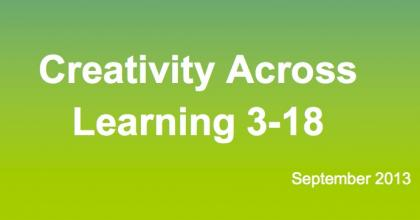 Creativity Across
Learning 3-18
September 2013